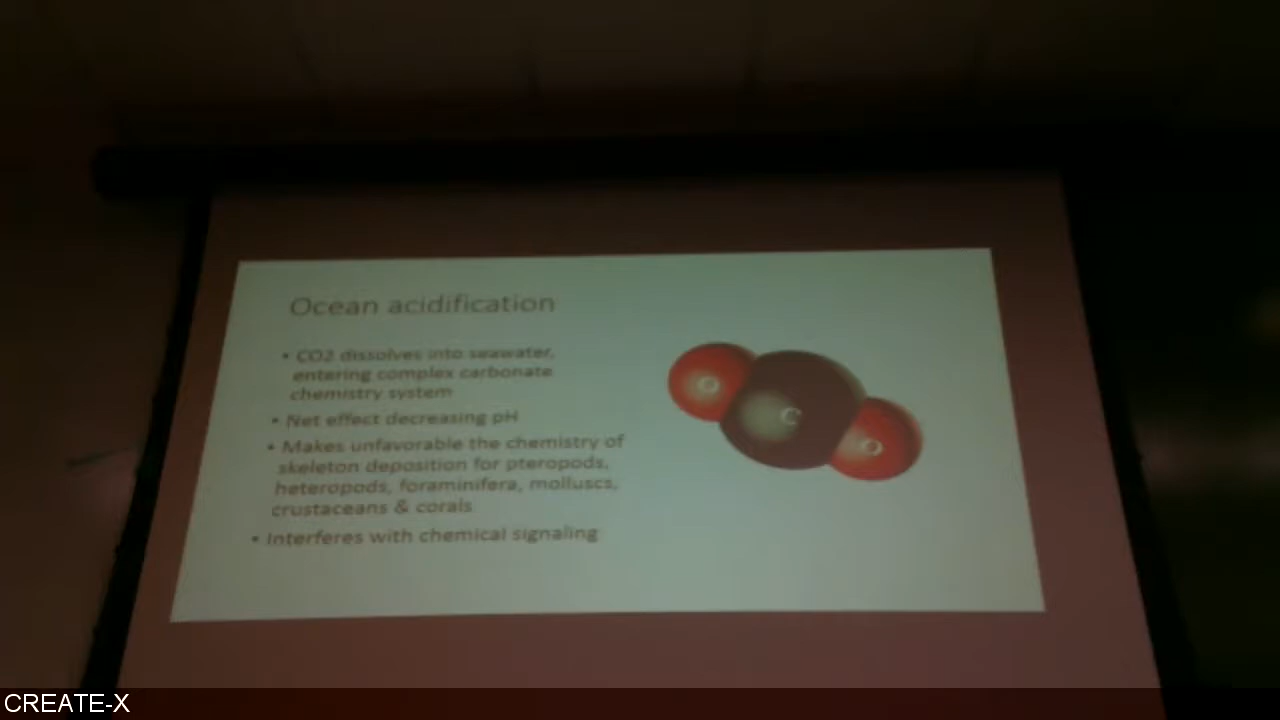 Ocean acidification
• CO2 dissolves into seawater,
entering complex carbonate
chemistry system
• Net effect decreasing pH
• Makes unfavorable the chemistry of
skeleton deposition for pteropods,
heteropods, foraminifera, molluscs,
crustaceans & corals
• Interferes with chemical signaling
O
C
O
CREATE-X